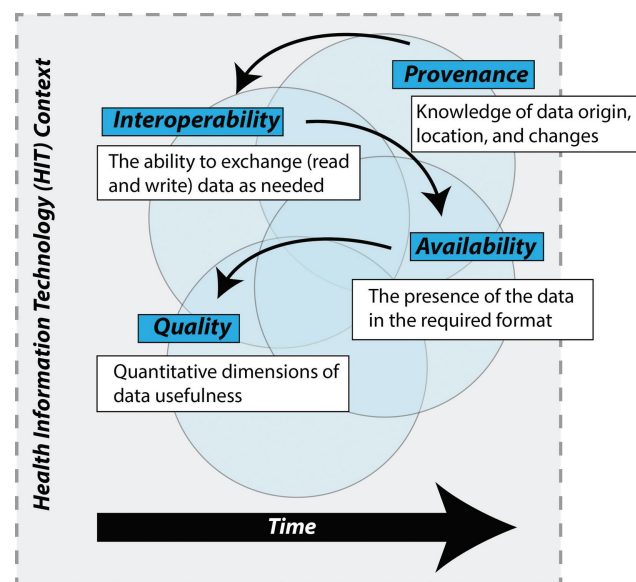 Health Information Technology (HIT) Context
Provenance
Knowledge of data origin,
location, and changes
Interoperability
The ability to exchange (read
and write) data as needed
Availability
The presence of the data
in the required format
Quality
Quantitative dimensions of
data usefulness
Time